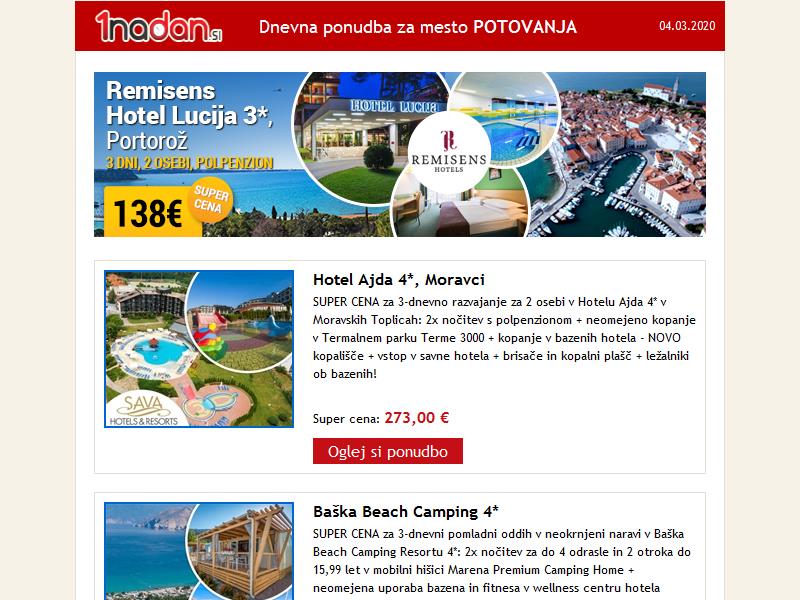 1nadan.si
Dnevna ponudba za mesto POTOVANJA
04.03.2020
Remisens
Hotel Lucija 3*,
Portorož
3 DNI, 2 OSEBI, POLPENZION
138€
SUPER
CENA
HOTEL LUCIJA
REMISENS
HOTELS
Hotel Ajda 4*, Moravci
SUPER CENA za 3-dnevno razvajanje za 2 osebi v Hotelu Ajda 4* v
Moravskih Toplicah: 2x nočitev s polpenzionom + neomejeno kopanje
v Termalnem parku Terme 3000 + kopanje v bazenih hotela - NOVO
kopališče + vstop v savne hotela + brisače in kopalni plašč + ležalniki
ob bazenih!
SAVA
HOTELS & RESORTS
Super cena: 273,00 €
Oglej si ponudbo
Baška Beach Camping 4*
SUPER CENA za 3-dnevni pomladni oddih v neokrnjeni naravi v Baška
Beach Camping Resortu 4*: 2x nočitev za do 4 odrasle in 2 otroka do
15,99 let v mobilni hišici Marena Premium Camping Home +
neomejena uporaba bazena in fitnesa v wellness centru hotela